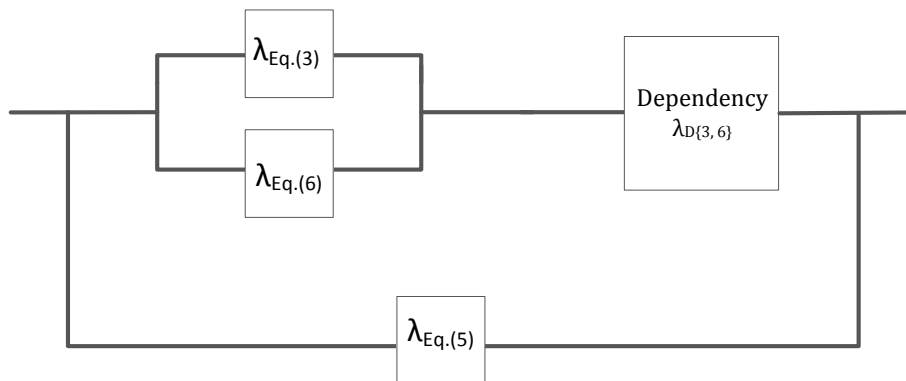 λEq.(3)
Dependency
λD{3, 6}
λEq.(6)
λEq.(5)